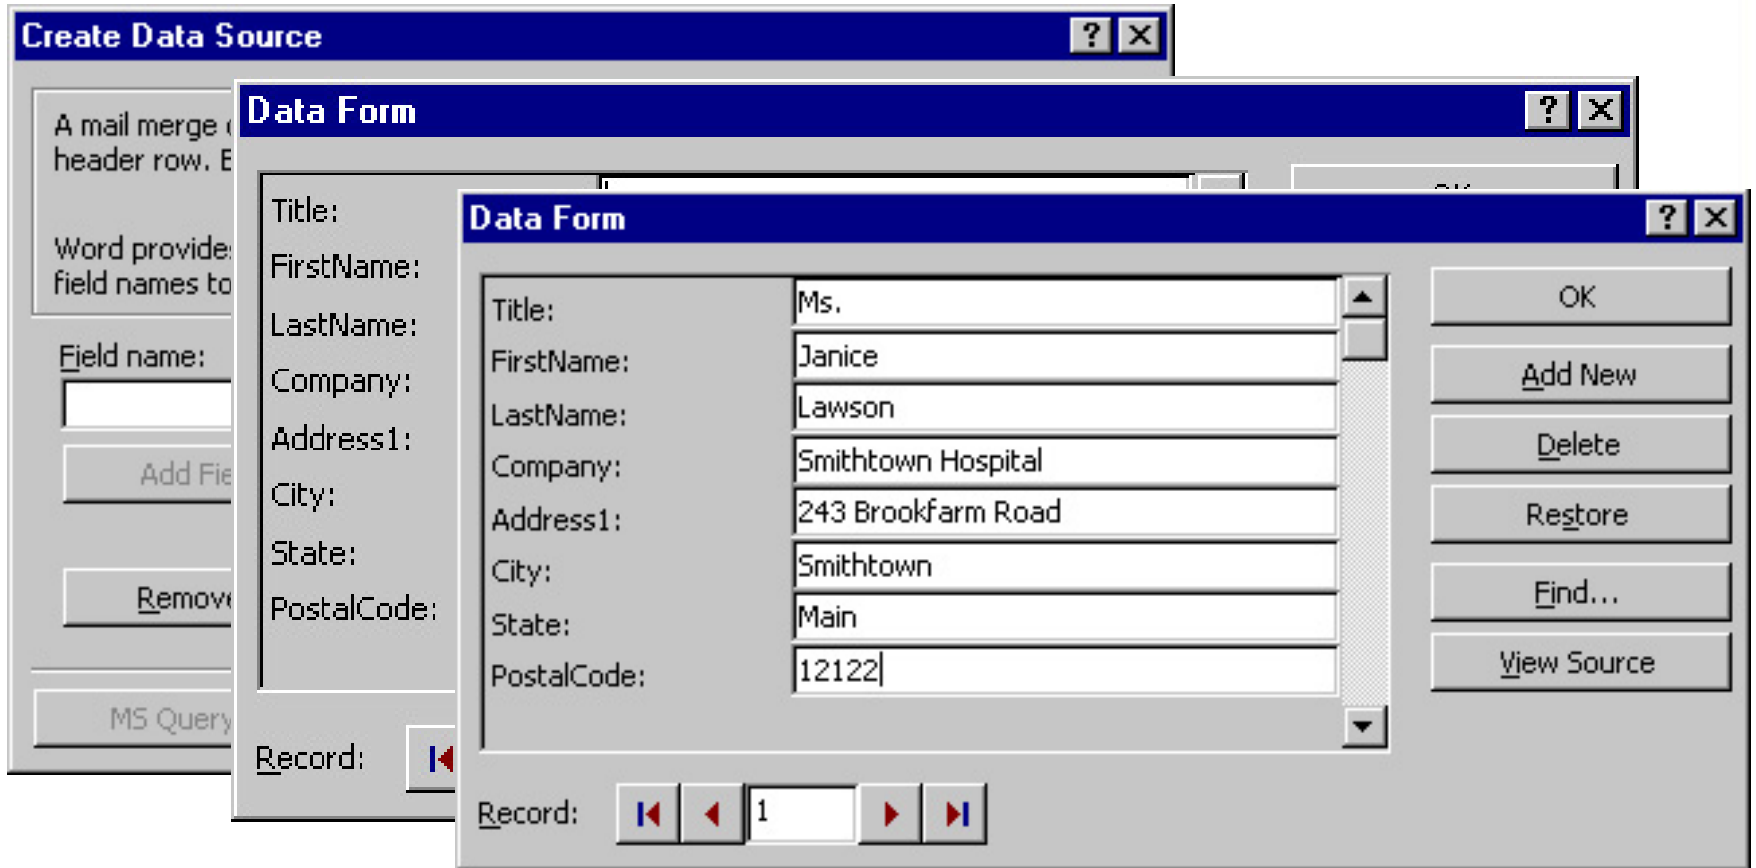 Create Data Source
A mail merge
header row.
Word provides
field names to
Field name:
Remove
MS Query
Data Form
Title:
FirstName:
LastName:
Company:
Address1:
City:
State:
PostalCode:
Record:
Data Form
Title: Ms.
FirstName: Janice
LastName: Lawson
Company: Smithtown Hospital
Address1: 243 Brookfarm Road
City: Smithtown
State: Main
PostalCode: 12122
Record: 1
OK
Add New
Delete
Restore
Find...
View Source